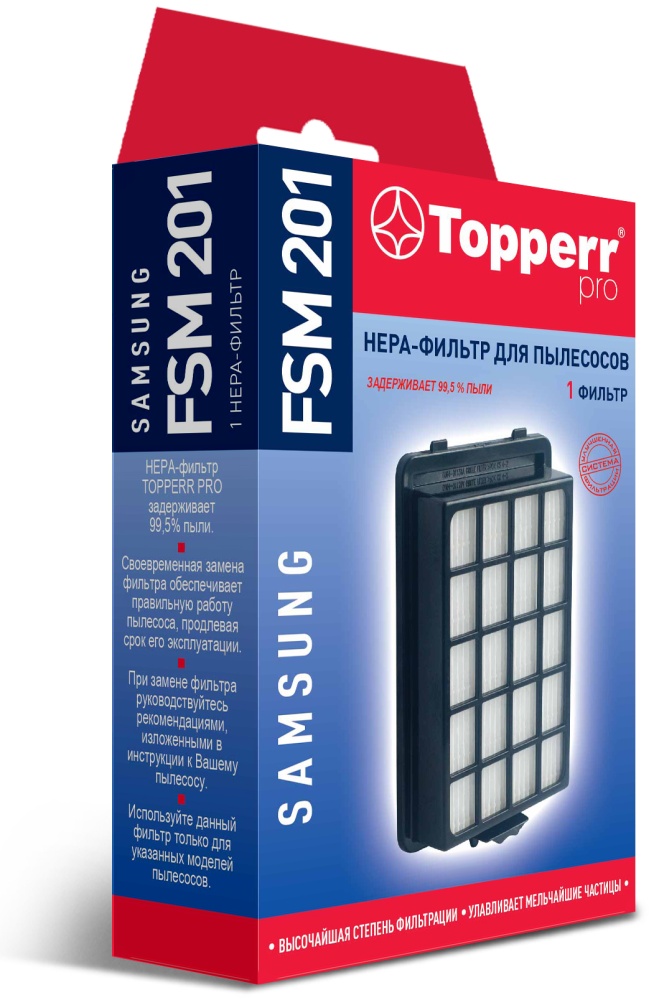 SAMSUNG
FSM 201
1 HEPA-ФИЛЬТР
HEPA-фильтр
TOPPERR PRO
задерживает
99,5% пыли.
Своевременная замена
фильтра обеспечивает
правильную работу
пылесоса, продлевая
срок его эксплуатации.
При замене фильтра
руководствуйтесь
рекомендациями,
изложенными в
инструкции к Вашему
пылесосу.
Используйте данный
фильтр только для
указанных моделей
пылесосов.
FSM 201
SAMSUNG
Topperr®
pro
HEPA-ФИЛЬТР ДЛЯ ПЫЛЕСОСОВ
ЗАДЕРЖИВАЕТ 99,5 % ПЫЛИ
1 ФИЛЬТР
УЛУЧШЕННАЯ
СИСТЕМА
ФИЛЬТРАЦИИ
• ВЫСОЧАЙШАЯ СТЕПЕНЬ ФИЛЬТРАЦИИ • УЛАВЛИВАЕТ МЕЛЬЧАЙШИЕ ЧАСТИЦЫ •